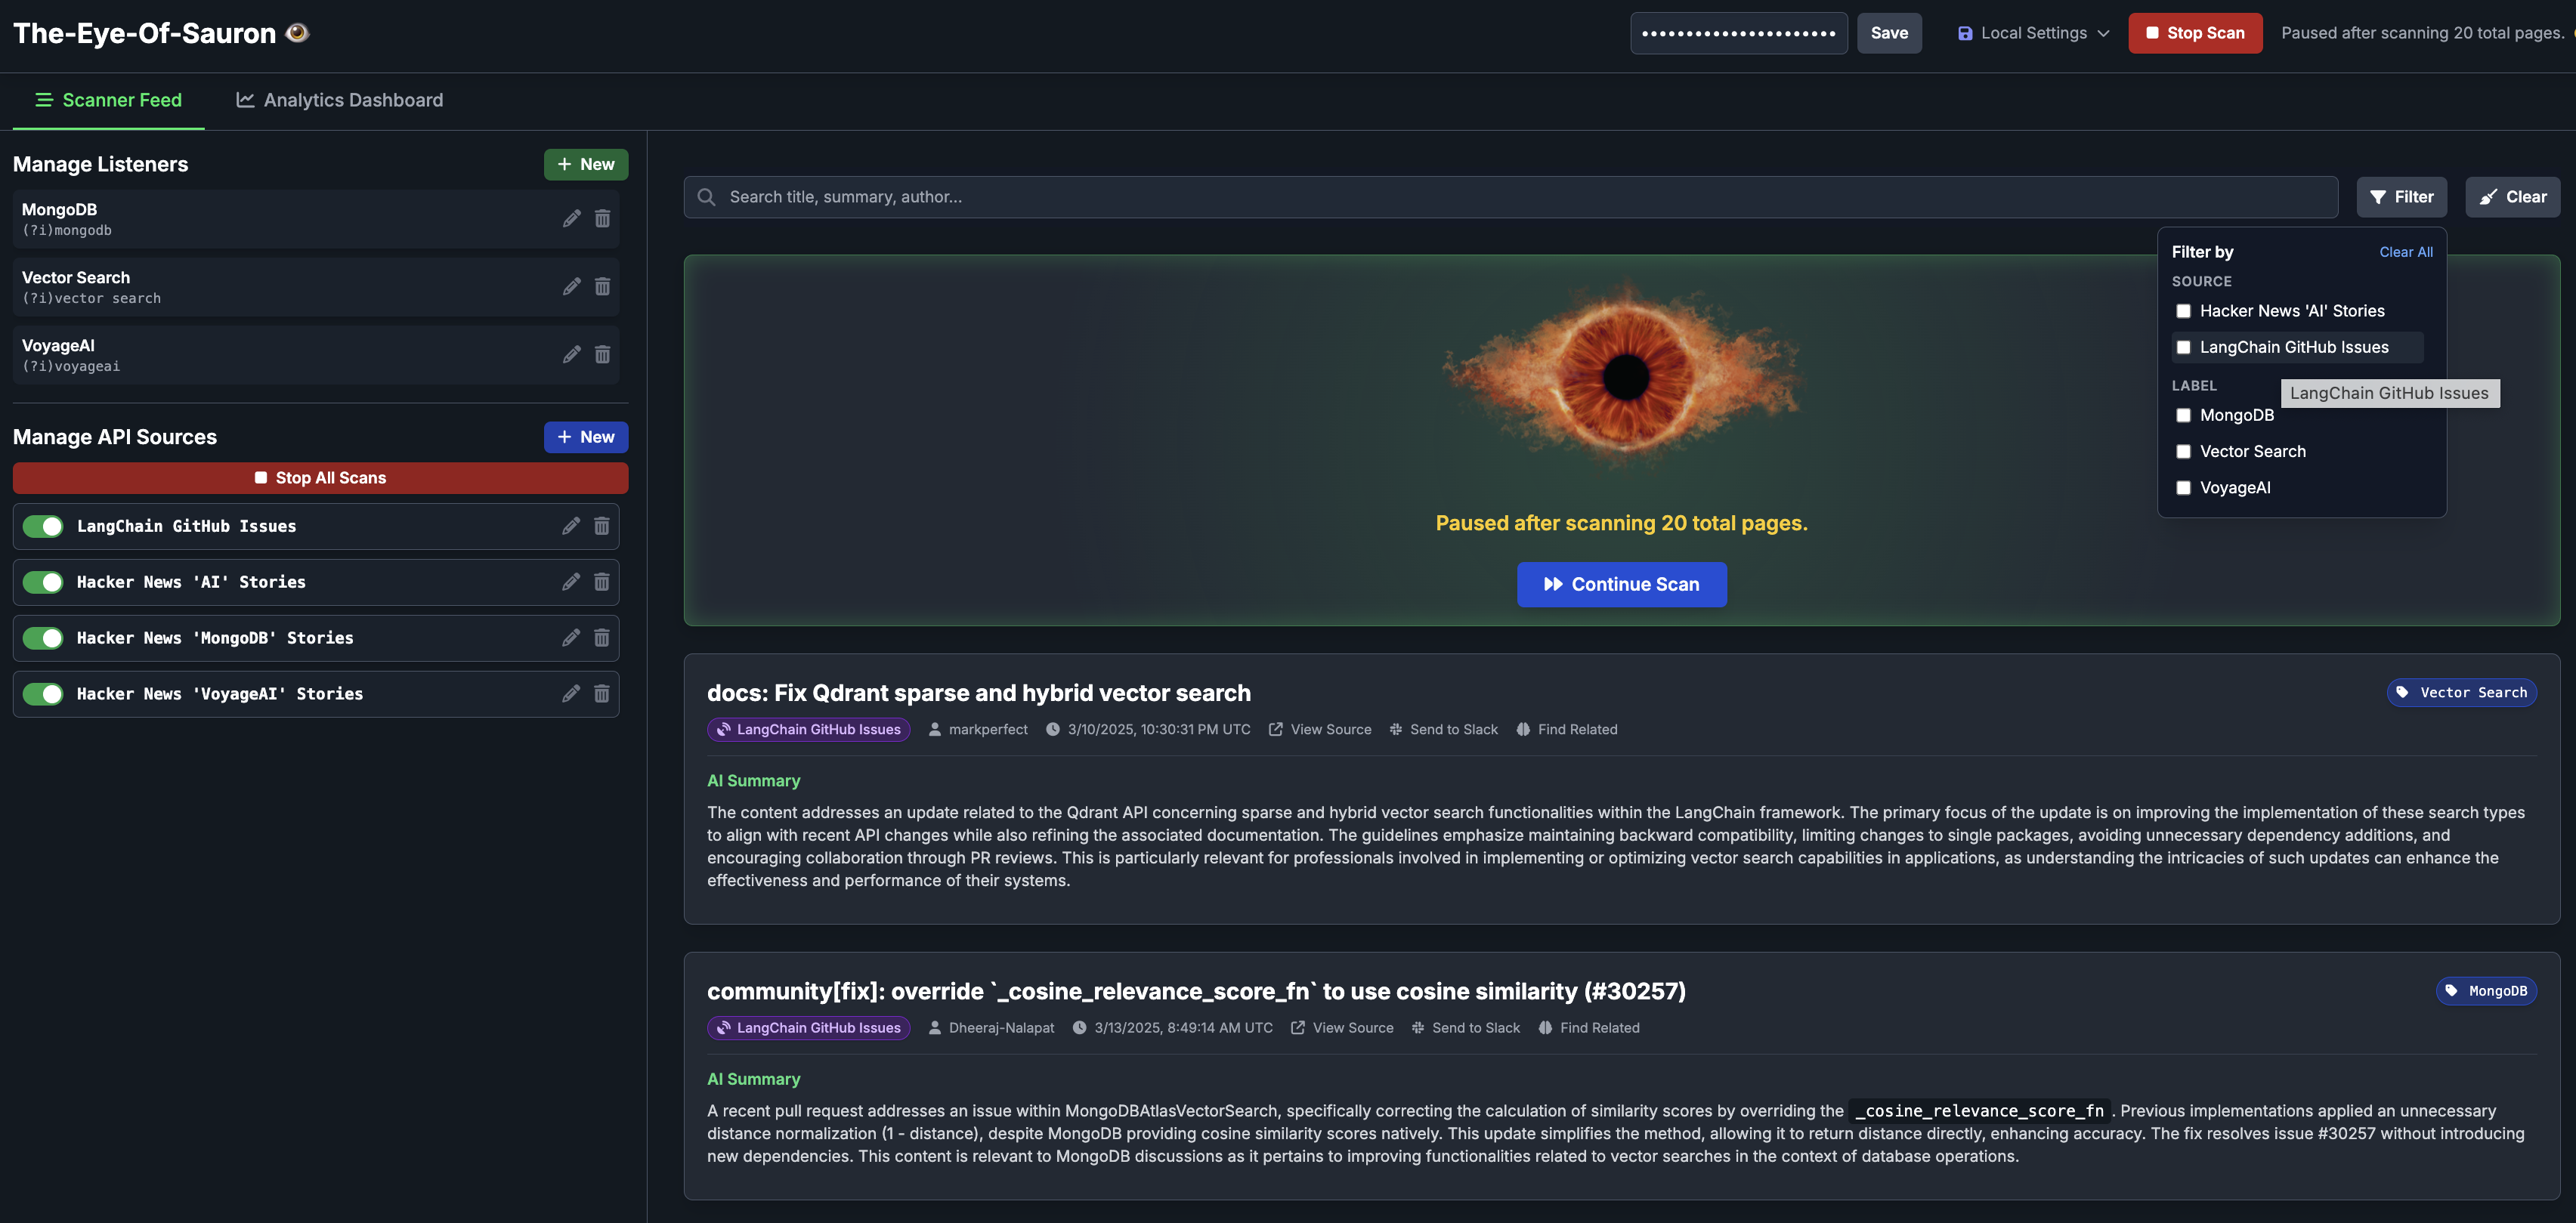 The-Eye-Of-Sauron
Save
Local Settings
Stop Scan
Paused after scanning 20 total pages.
Scanner Feed
Analytics Dashboard
Manage Listeners
New
MongoDB
(?i)mongodb
Vector Search
(?i)vector search
VoyageAI
(?i)voyageai
Manage API Sources
New
Stop All Scans
LangChain GitHub Issues
Hacker News 'AI' Stories
Hacker News 'MongoDB' Stories
Hacker News 'VoyageAI' Stories
Search title, summary, author...
Filter
Clear
Filter by
Clear All
SOURCE
Hacker News 'AI' Stories
LangChain GitHub Issues
LABEL
LangChain GitHub Issues
MongoDB
Vector Search
VoyageAI
Paused after scanning 20 total pages.
Continue Scan
docs: Fix Qdrant sparse and hybrid vector search
Vector Search
LangChain GitHub Issues markperfect 3/10/2025, 10:30:31 PM UTC View Source Send to Slack Find Related
AI Summary
The content addresses an update related to the Qdrant API concerning sparse and hybrid vector search functionalities within the LangChain framework. The primary focus of the update is on improving the implementation of these search types
to align with recent API changes while also refining the associated documentation. The guidelines emphasize maintaining backward compatibility, limiting changes to single packages, avoiding unnecessary dependency additions, and
encouraging collaboration through PR reviews. This is particularly relevant for professionals involved in implementing or optimizing vector search capabilities in applications, as understanding the intricacies of such updates can enhance the
effectiveness and performance of their systems.
community[fix]: override `_cosine_relevance_score_fn` to use cosine similarity (#30257)
MongoDB
LangChain GitHub Issues Dheeraj-Nalapat 3/13/2025, 8:49:14 AM UTC View Source Send to Slack Find Related
AI Summary
A recent pull request addresses an issue within MongoDBAtlasVectorSearch, specifically correcting the calculation of similarity scores by overriding the _cosine_relevance_score_fn. Previous implementations applied an unnecessary
distance normalization (1 - distance), despite MongoDB providing cosine similarity scores natively. This update simplifies the method, allowing it to return distance directly, enhancing accuracy. The fix resolves issue #30257 without introducing
new dependencies. This content is relevant to MongoDB discussions as it pertains to improving functionalities related to vector searches in the context of database operations.